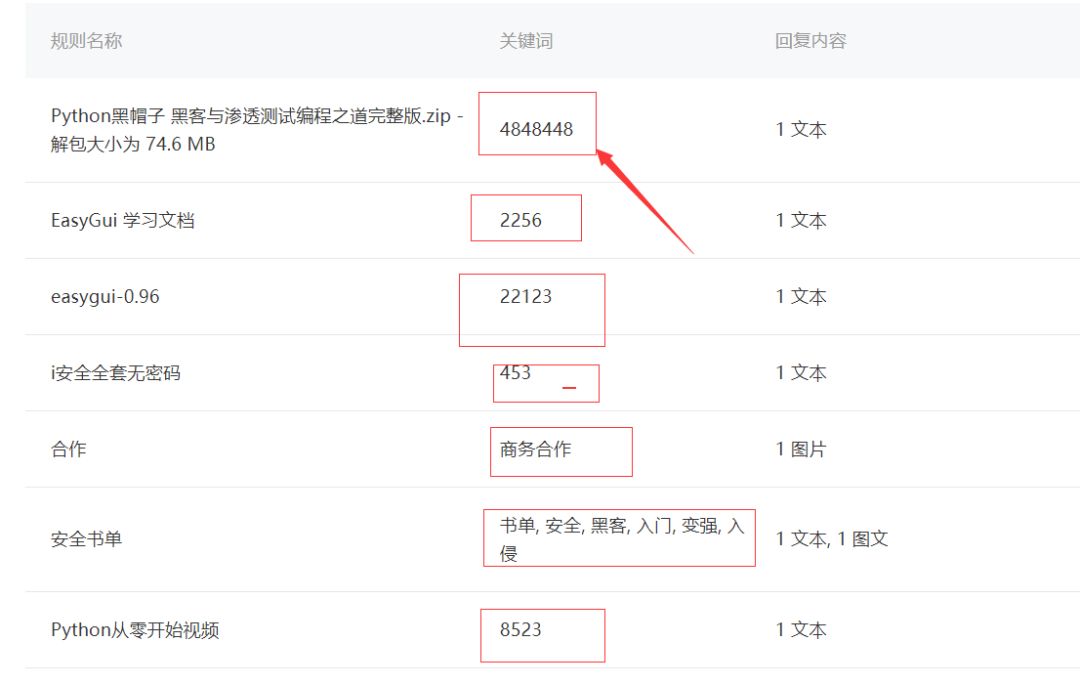 规则名称 关键词 回复内容
Python黑帽子 黑客与渗透测试编程之道完整版.zip -
解包大小为 74.6 MB
4848448
1 文本
EasyGui 学习文档 2256 1 文本
easygui-0.96 22123 1 文本
i安全全套无密码 453 1 文本
合作 商务合作 1 图片
安全书单
书单, 安全, 黑客, 入门, 变强, 入
侵
1 文本, 1 图文
Python从零开始视频 8523 1 文本